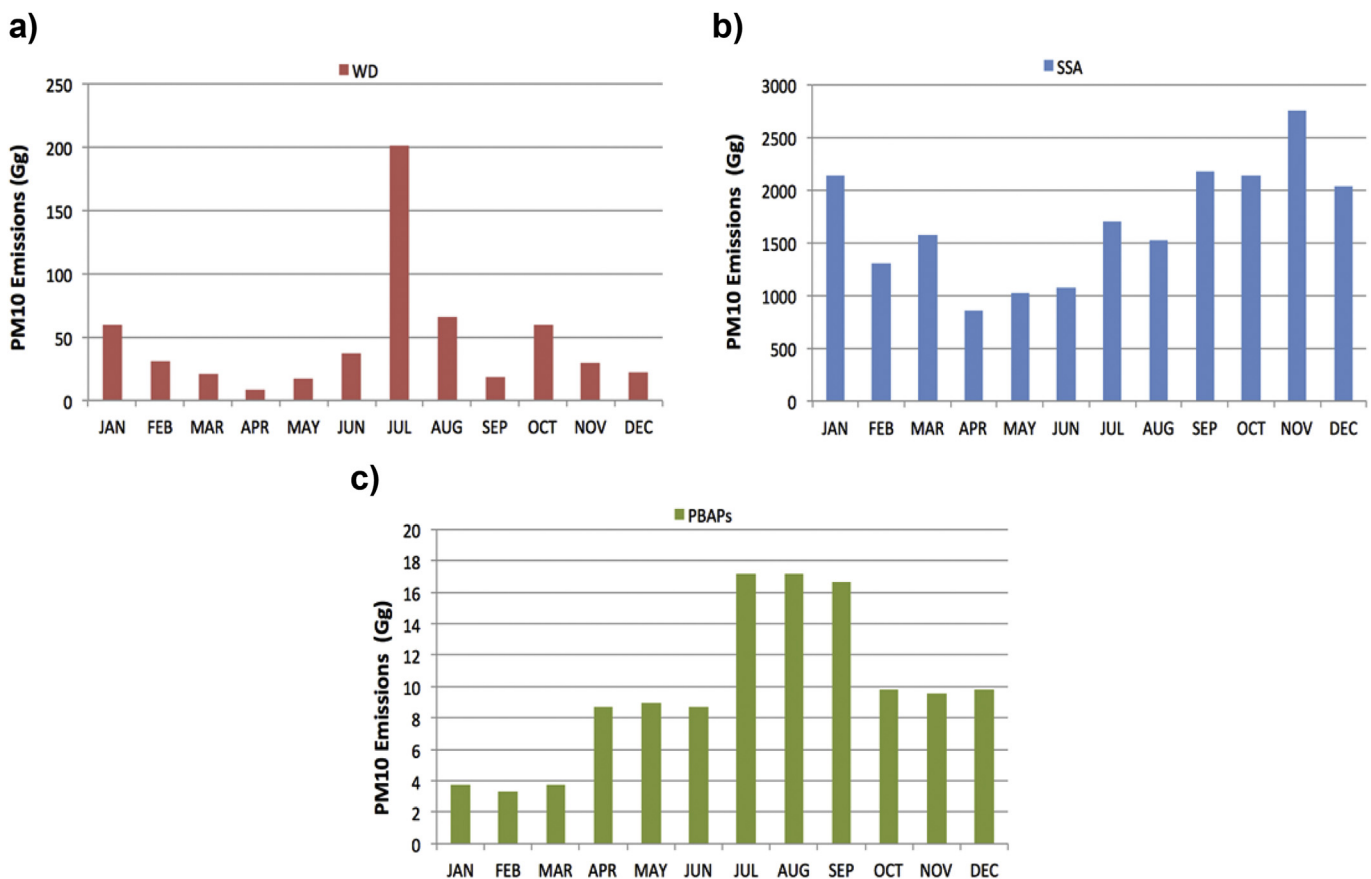 a)
WD
PM10 Emissions (Gg)
250
200
150
100
50
0
JAN FEB MAR APR MAY JUN JUL AUG SEP OCT NOV DEC
b)
SSA
PM10 Emissions (Gg)
3000
2500
2000
1500
1000
500
0
JAN FEB MAR APR MAY JUN JUL AUG SEP OCT NOV DEC
c)
PBAPs
PM10 Emissions (Gg)
20
18
16
14
12
10
8
6
4
2
0
JAN FEB MAR APR MAY JUN JUL AUG SEP OCT NOV DEC